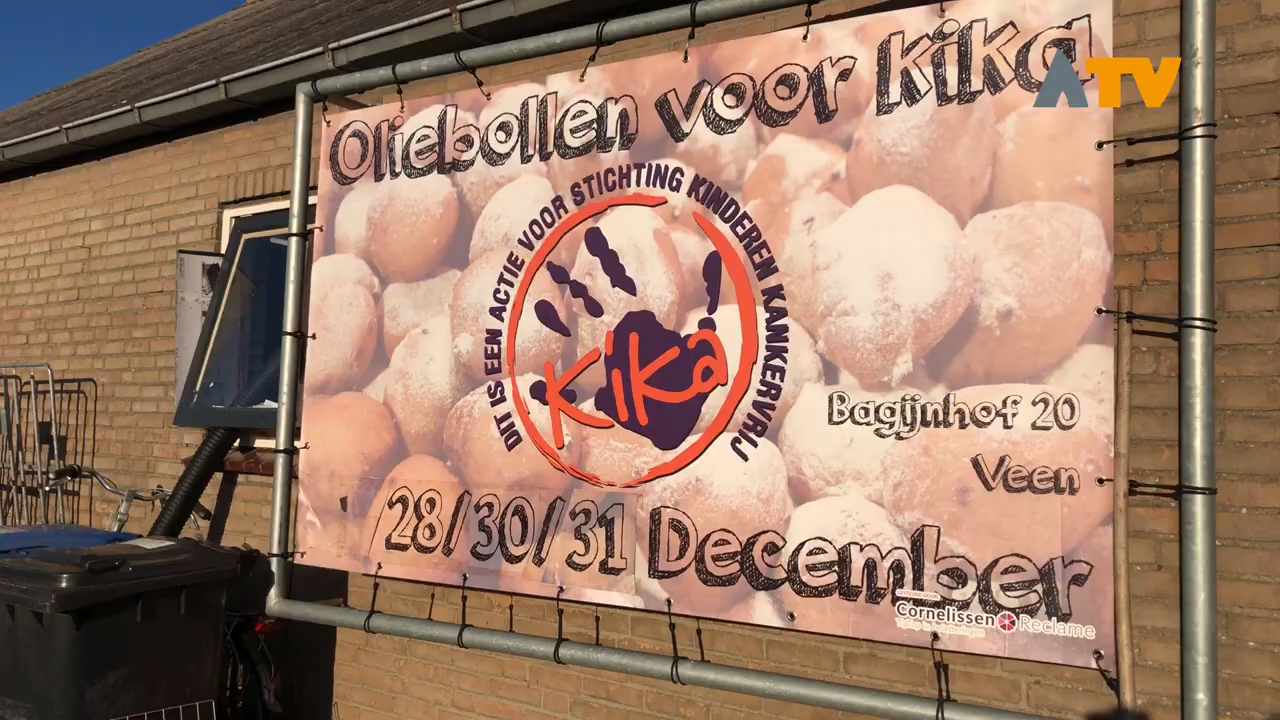 ATV
Oliebollen voor kika
DIT IS EEN ACTIE VOOR STICHTING KINDEREN KANKERVRIJ
KiKa
Bagijnhof 20
Veen
28/30/31 December
Cornelissen Reclame